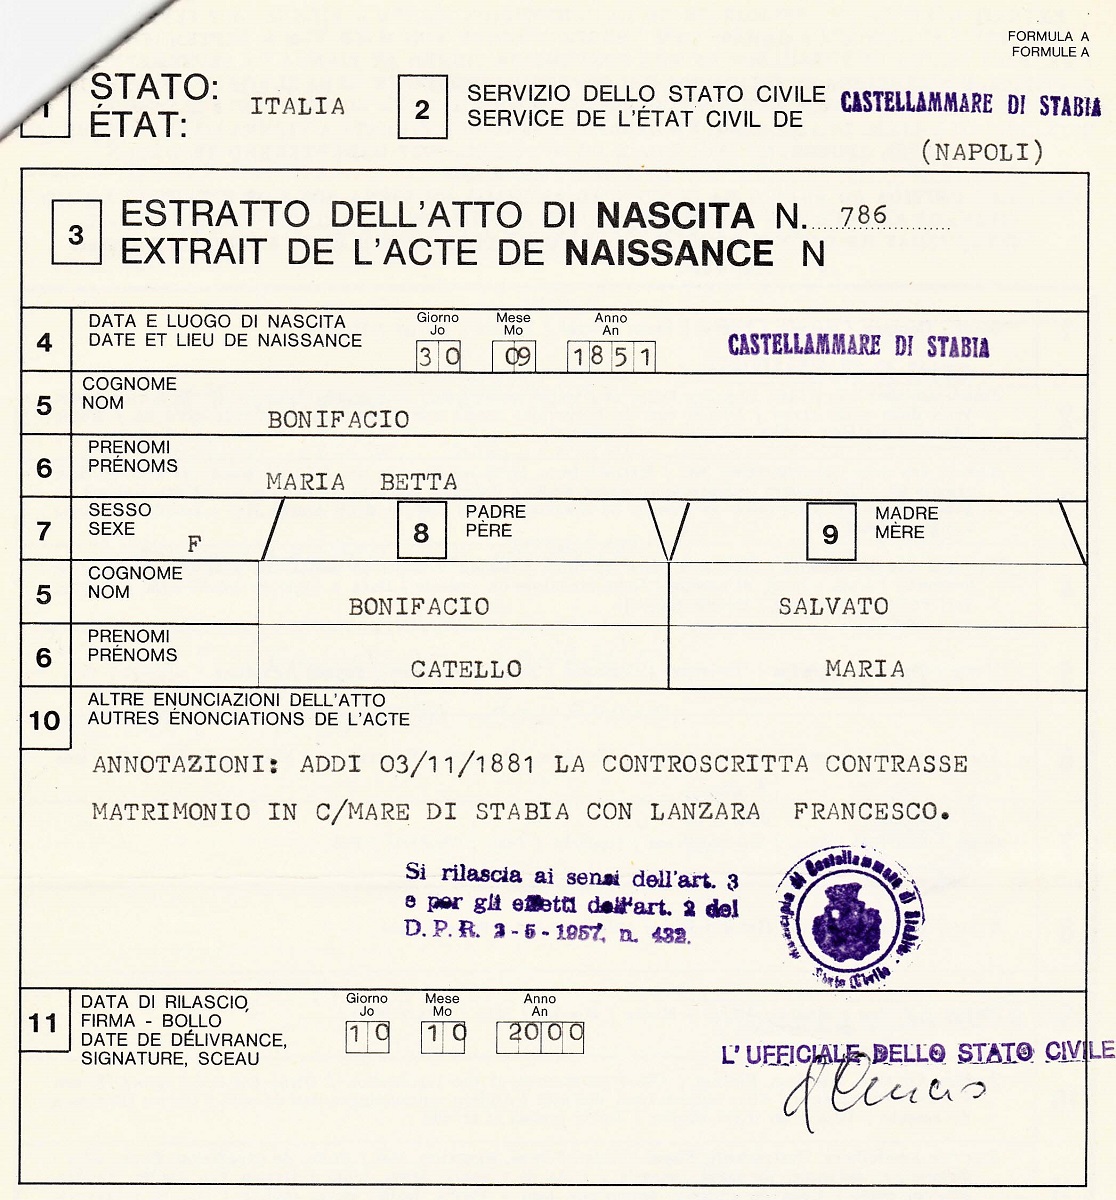 FORMULA A
FORMULE A
1 STATO: ITALIA
ÉTAT:
2 SERVIZIO DELLO STATO CIVILE CASTELLAMMARE DI STABIA
SERVICE DE L'ÉTAT CIVIL DE
(NAPOLI)
3 ESTRATTO DELL'ATTO DI NASCITA N. 786
EXTRAIT DE L'ACTE DE NAISSANCE N
4 DATA E LUOGO DI NASCITA
DATE ET LIEU DE NAISSANCE
Giorno Mese Anno
Jo Mo An
30 09 1851 CASTELLAMMARE DI STABIA
5 COGNOME
NOM
BONIFACIO
6 PRENOMI
PRÉNOMS
MARIA BETTA
7 SESSO
SEXE
F
8 PADRE
PÈRE
9 MADRE
MÈRE
5 COGNOME
NOM
BONIFACIO SALVATO
6 PRENOMI
PRÉNOMS
CATELLO MARIA
10 ALTRE ENUNCIAZIONI DELL'ATTO
AUTRES ÉNONCIATIONS DE L'ACTE
ANNOTAZIONI: ADDI 03/11/1881 LA CONTROSCRITTA CONTRASSE
MATRIMONIO IN C/MARE DI STABIA CON LANZARA FRANCESCO.
Si rilascia ai sensi dell'art. 3
e per gli effetti dell'art. 2 del
D. P. R. 2-5-1957, n. 432.
Municipio di Castellammare di Stabia
Stato Civile
11 DATA DI RILASCIO,
FIRMA - BOLLO
DATE DE DÉLIVRANCE,
SIGNATURE, SCEAU
Giorno Mese Anno
Jo Mo An
10 10 2000
L'UFFICIALE DELLO STATO CIVILE